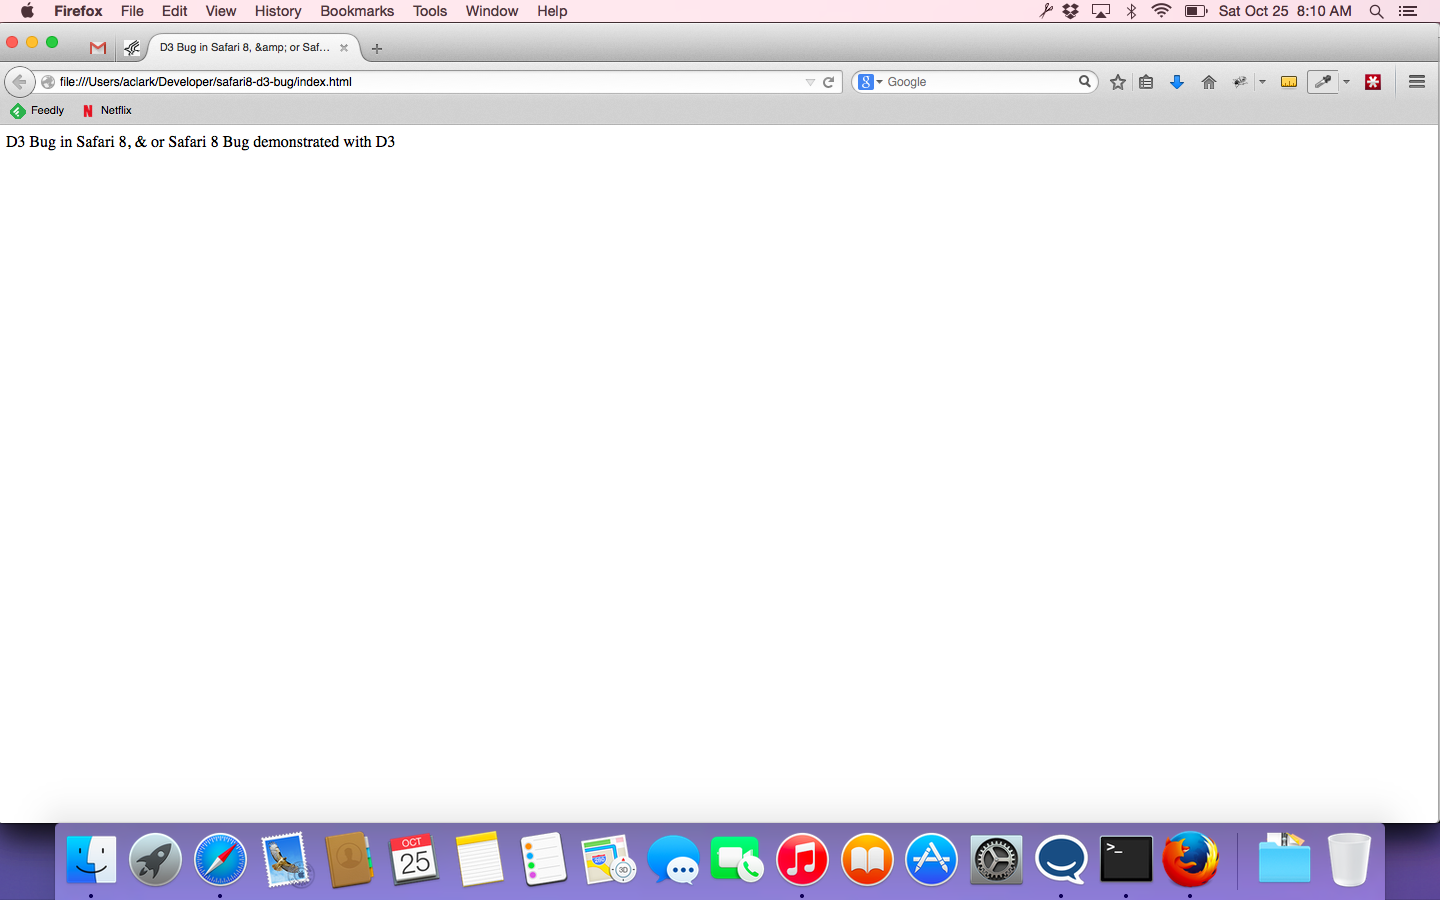 Firefox File Edit View History Bookmarks Tools Window Help Sat Oct 25 8:10 AM
D3 Bug in Safari 8, &amp; or Saf...
file:///Users/aclark/Developer/safari8-d3-bug/index.html Google
Feedly Netflix
D3 Bug in Safari 8, & or Safari 8 Bug demonstrated with D3
OCT
25
280
3D
>_